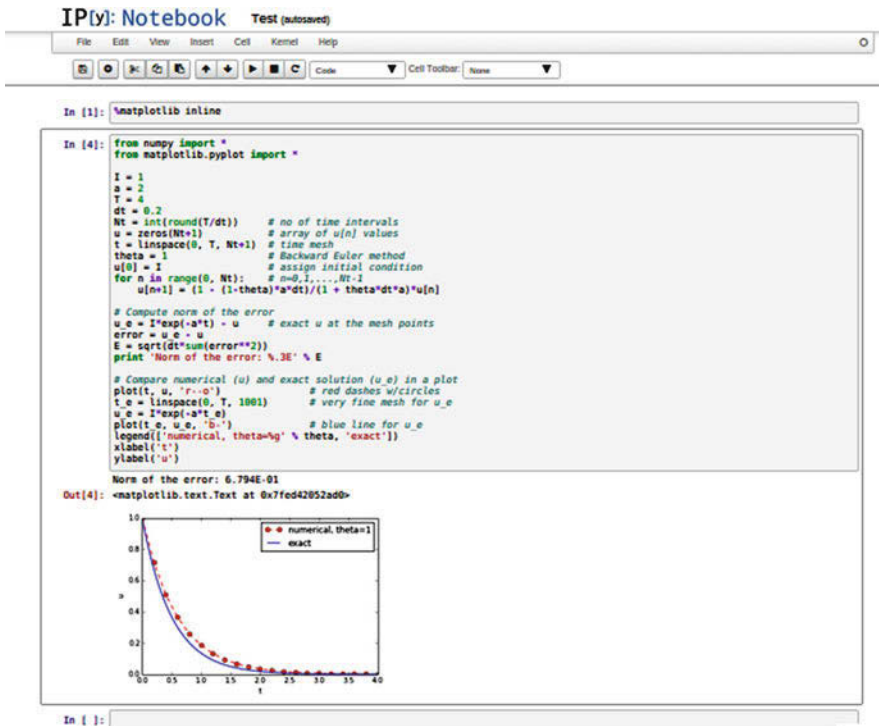 IP[y]: Notebook Test (autosaved)
File Edit View Insert Cell Kernel Help
Code Cell Toolbar: None
In [1]: %matplotlib inline
In [4]: from numpy import *
from matplotlib.pyplot import *
I = 1
a = 2
T = 4
dt = 0.2
Nt = int(round(T/dt)) # no of time intervals
u = zeros(Nt+1) # array of u[n] values
t = linspace(0, T, Nt+1) # time mesh
theta = 1 # Backward Euler method
u[0] = I # assign initial condition
for n in range(0, Nt): # n=0,1,...,Nt-1
u[n+1] = (1 - (1-theta)*a*dt)/(1 + theta*dt*a)*u[n]
# Compute norm of the error
u_e = I*exp(-a*t) - u # exact u at the mesh points
error = u_e - u
E = sqrt(dt*sum(error**2))
print 'Norm of the error: %.3E' % E
# Compare numerical (u) and exact solution (u_e) in a plot
plot(t, u, 'r--o') # red dashes w/circles
t_e = linspace(0, T, 1001) # very fine mesh for u_e
u_e = I*exp(-a*t_e)
plot(t_e, u_e, 'b-') # blue line for u_e
legend(['numerical, theta=%g' % theta, 'exact'])
xlabel('t')
ylabel('u')
Norm of the error: 6.794E-01
Out[4]: <matplotlib.text.Text at 0x7fed42052ad0>
1.0
numerical, theta=1
exact
0.8
0.6
u
0.4
0.2
0.0
0.0 0.5 1.0 1.5 2.0 2.5 3.0 3.5 4.0
t
In [ ]: